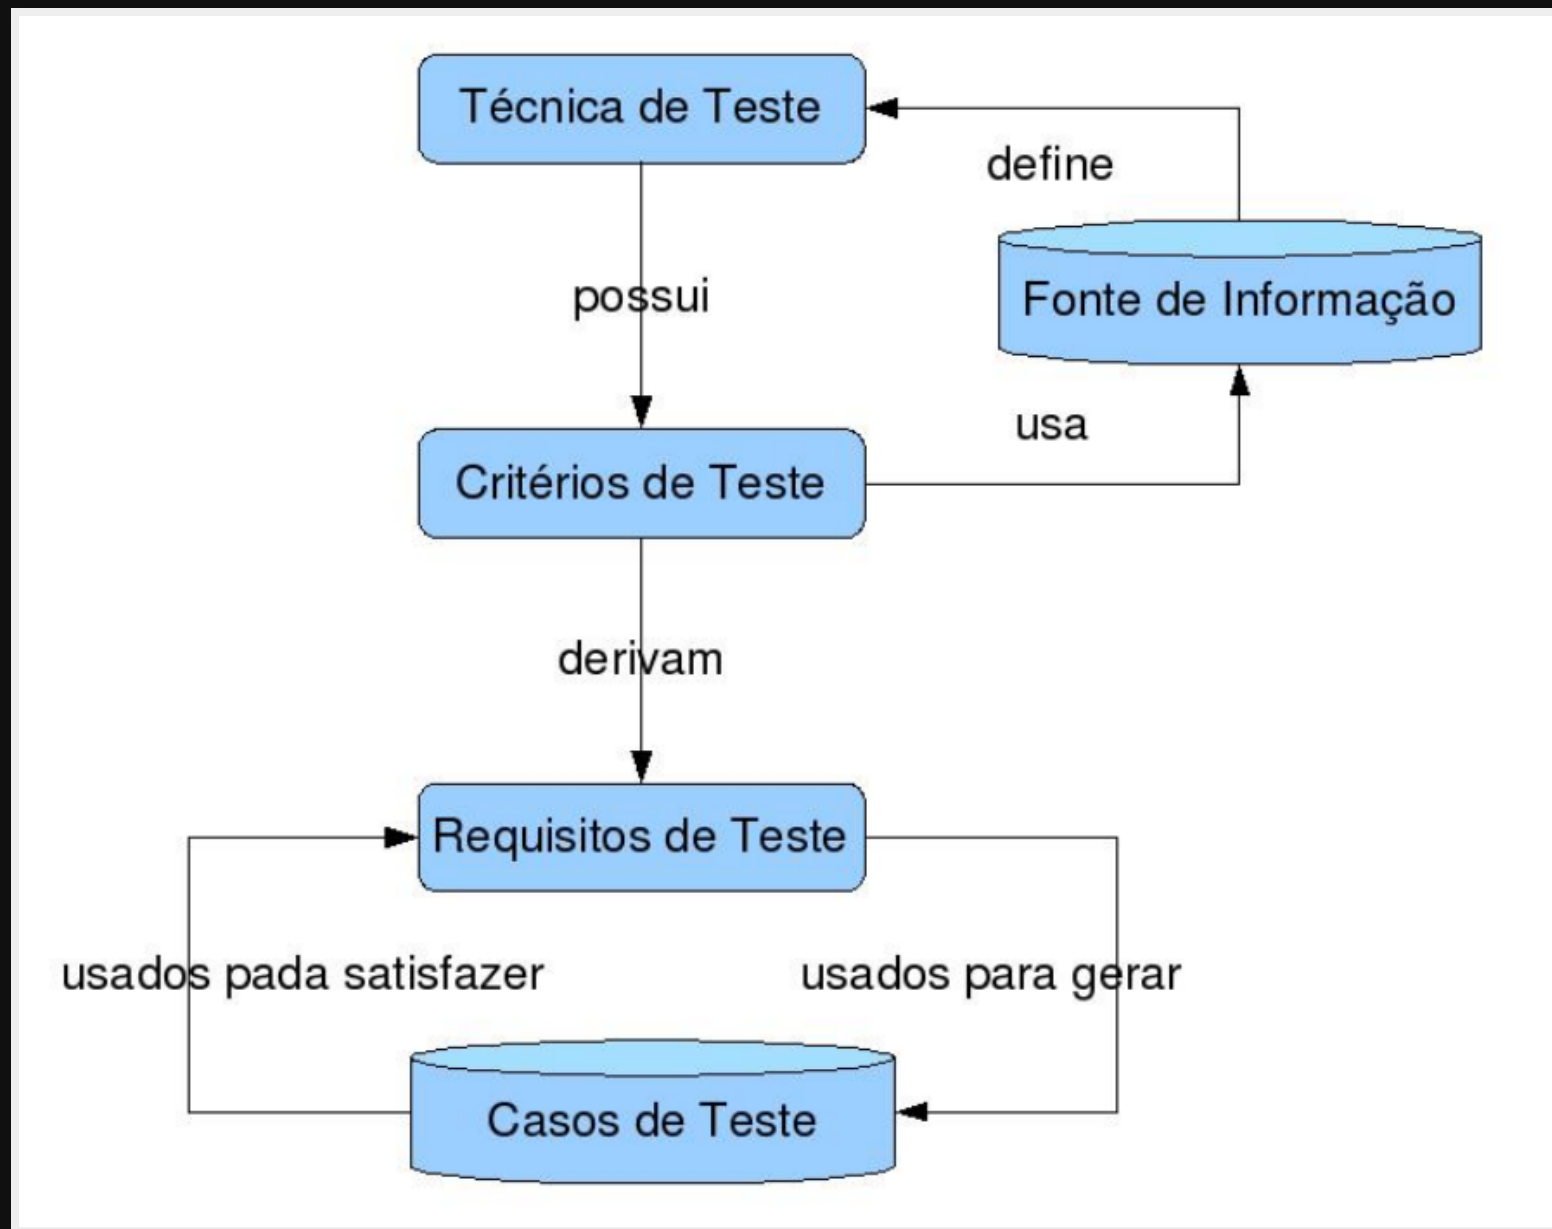 Técnica de Teste
define
Fonte de Informação
possui
usa
Critérios de Teste
derivam
Requisitos de Teste
usados pada satisfazer
usados para gerar
Casos de Teste